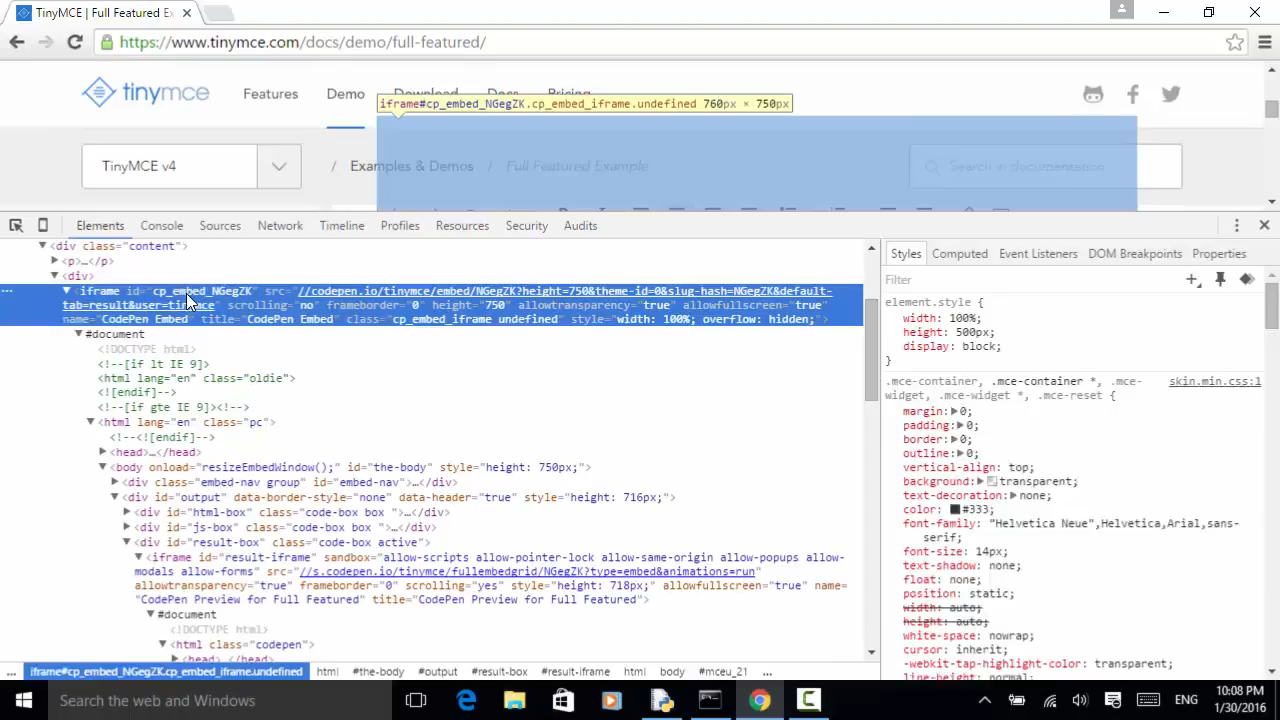 TinyMCE | Full Featured Ex
https://www.tinymce.com/docs/demo/full-featured/
tinymce Features Demo Download Docs Pricing
iframe#cp_embed_NGegZK.cp_embed_iframe.undefined 760px × 750px
TinyMCE v4 / Examples & Demos / Full Featured Example Search in documentation
Elements Console Sources Network Timeline Profiles Resources Security Audits
<div class="content">
<p>…</p>
<div>
<iframe id="cp_embed_NGegZK" src="//codepen.io/tinymce/embed/NGegZK?height=750&theme-id=0&slug-hash=NGegZK&default-
tab=result&user=tinymce" scrolling="no" frameborder="0" height="750" allowtransparency="true" allowfullscreen="true"
name="CodePen Embed" title="CodePen Embed" class="cp_embed_iframe undefined" style="width: 100%; overflow: hidden;">
#document
<!DOCTYPE html>
<!--[if lt IE 9]>
<html lang="en" class="oldie">
<![endif]-->
<!--[if gte IE 9]><!-->
<html lang="en" class="pc">
<!--<![endif]-->
<head>…</head>
<body onload="resizeEmbedWindow();" id="the-body" style="height: 750px;">
<div class="embed-nav group" id="embed-nav">…</div>
<div id="output" data-border-style="none" data-header="true" style="height: 716px;">
<div id="html-box" class="code-box box ">…</div>
<div id="js-box" class="code-box box ">…</div>
<div id="result-box" class="code-box active">
<iframe id="result-iframe" sandbox="allow-scripts allow-pointer-lock allow-same-origin allow-popups allow-
modals allow-forms" src="//s.codepen.io/tinymce/fullembedgrid/NGegZK?type=embed&animations=run"
allowtransparency="true" frameborder="0" scrolling="yes" style="height: 718px;" allowfullscreen="true" name=
"CodePen Preview for Full Featured" title="CodePen Preview for Full Featured">
#document
<!DOCTYPE html>
<html class="codepen">
<head>…</head>
… iframe#cp_embed_NGegZK.cp_embed_iframe.undefined html #the-body #output #result-box #result-iframe html body #mceu_21 …
Styles Computed Event Listeners DOM Breakpoints Properties
Filter
element.style {
width: 100%;
height: 500px;
display: block;
}
.mce-container, .mce-container *, .mce- skin.min.css:1
widget, .mce-widget *, .mce-reset {
margin: 0;
padding: 0;
border: 0;
outline: 0;
vertical-align: top;
background: transparent;
text-decoration: none;
color: #333;
font-family: "Helvetica Neue",Helvetica,Arial,sans-
serif;
font-size: 14px;
text-shadow: none;
float: none;
position: static;
width: auto;
height: auto;
white-space: nowrap;
cursor: inherit;
-webkit-tap-highlight-color: transparent;
line-height: normal;
Search the web and Windows
ENG
10:08 PM
1/30/2016